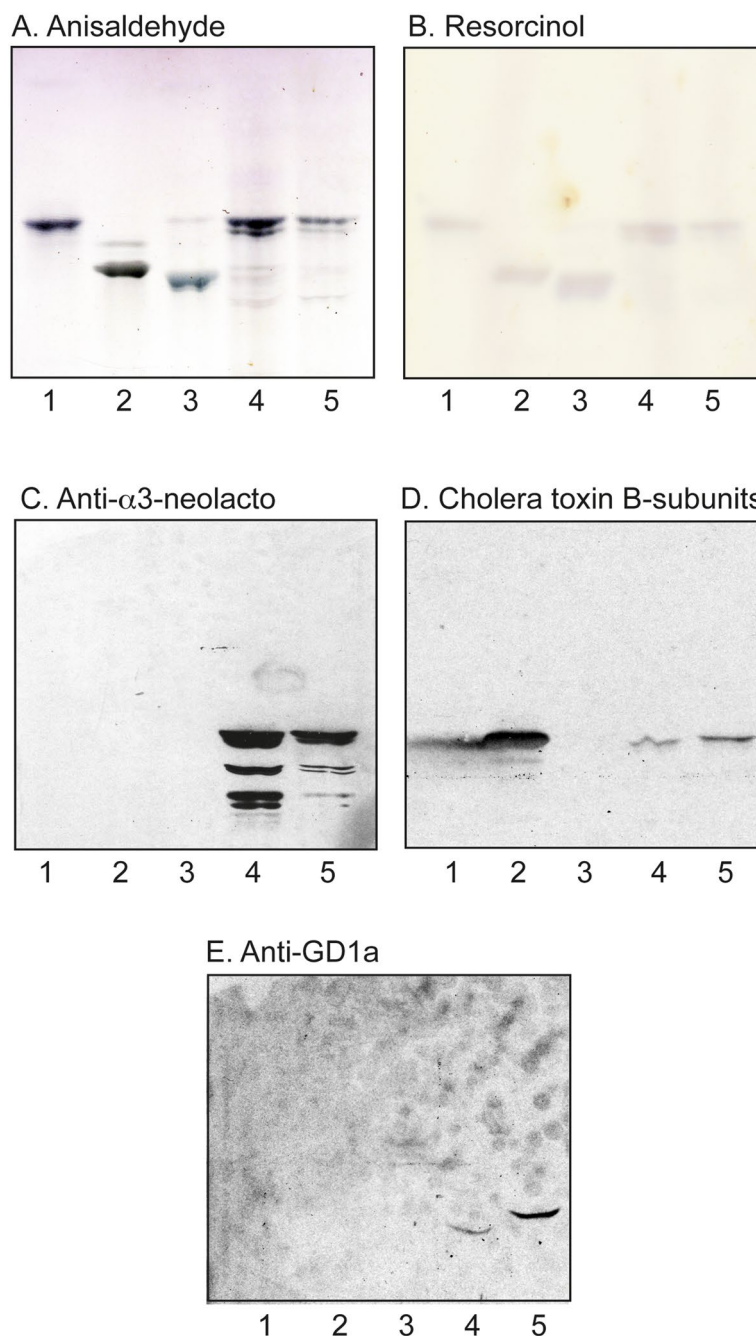 A. Anisaldehyde
B. Resorcinol
1 2 3 4 5
1 2 3 4 5
C. Anti-α3-neolacto
D. Cholera toxin B-subunits
1 2 3 4 5
1 2 3 4 5
E. Anti-GD1a
1 2 3 4 5